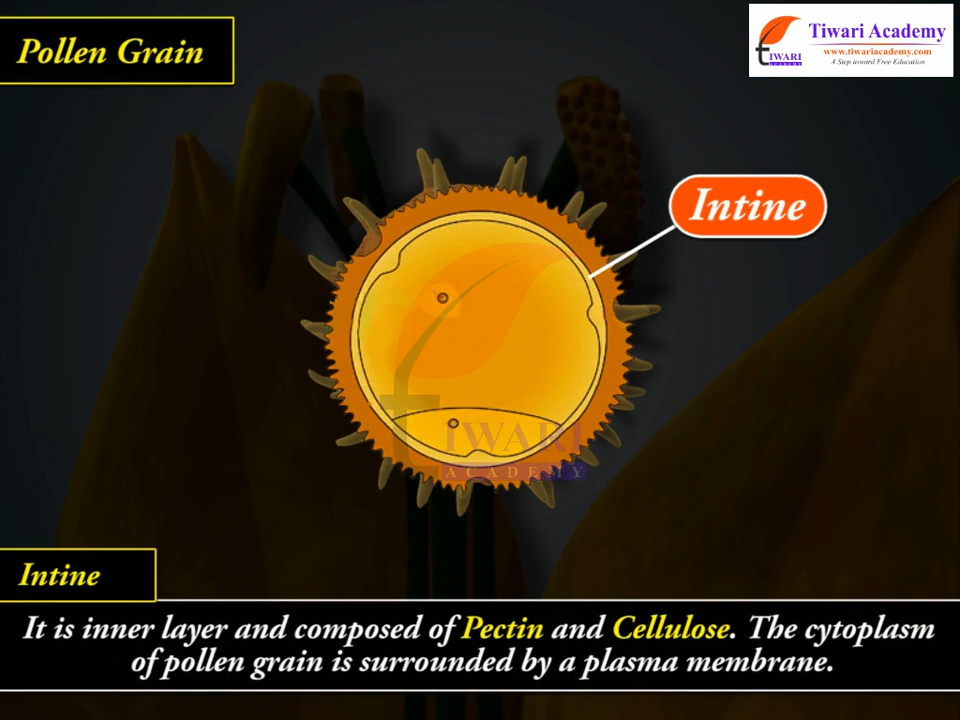 Pollen Grain
Tiwari Academy
www.tiwariacademy.com
A Step toward Free Education
tIWARI
ACADEMY
Intine
tIWARI
ACADEMY
Intine
It is inner layer and composed of Pectin and Cellulose. The cytoplasm
of pollen grain is surrounded by a plasma membrane.